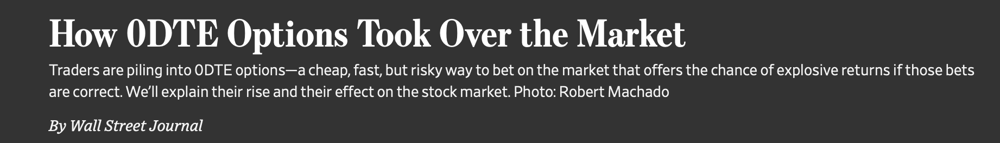 How 0DTE Options Took Over the Market
Traders are piling into 0DTE options—a cheap, fast, but risky way to bet on the market that offers the chance of explosive returns if those bets
are correct. We’ll explain their rise and their effect on the stock market. Photo: Robert Machado
By Wall Street Journal